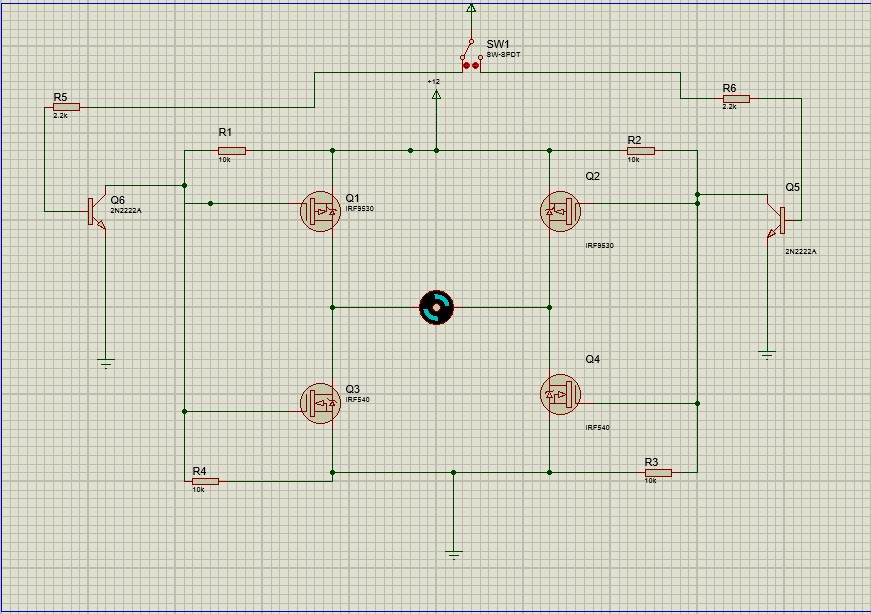 SW1
SW-SPDT
+12
R5
2.2k
R6
2.2k
R1
10k
R2
10k
Q6
2N2222A
Q1
IRF9530
Q2
IRF9530
Q5
2N2222A
Q3
IRF540
Q4
IRF540
R4
10k
R3
10k